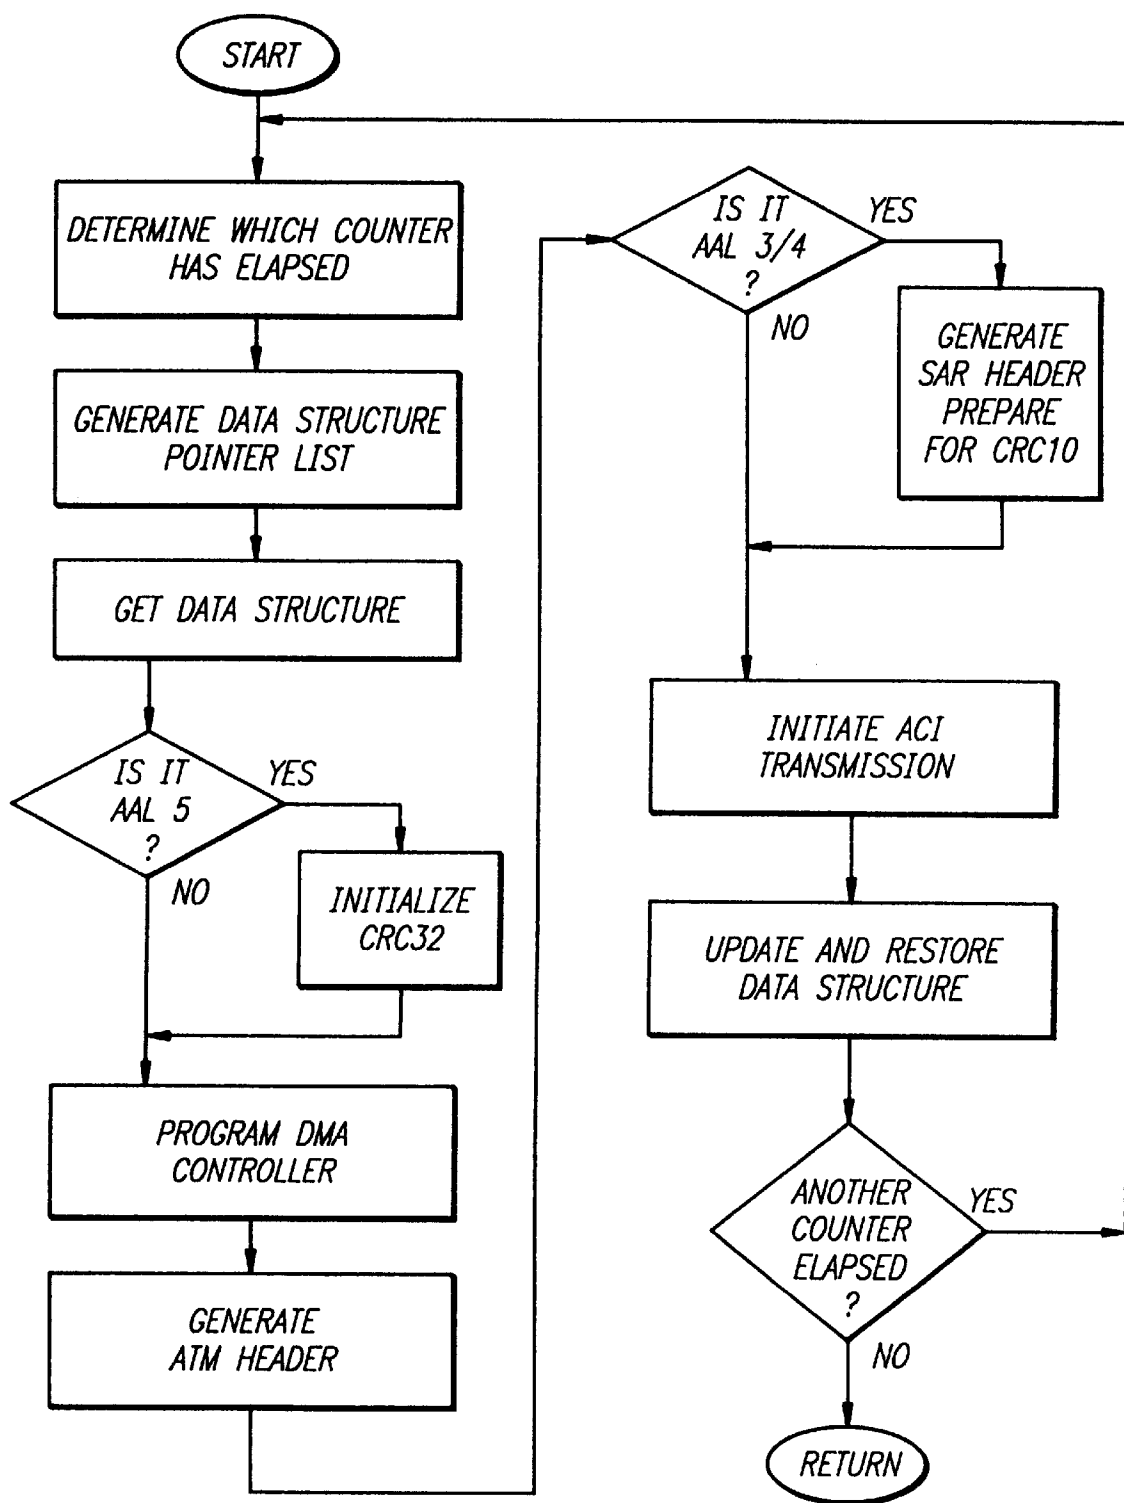 START
DETERMINE WHICH COUNTER
HAS ELAPSED
GENERATE DATA STRUCTURE
POINTER LIST
GET DATA STRUCTURE
IS IT
AAL 5
?
YES
NO
INITIALIZE
CRC32
PROGRAM DMA
CONTROLLER
GENERATE
ATM HEADER
IS IT
AAL 3/4
?
YES
NO
GENERATE
SAR HEADER
PREPARE
FOR CRC10
INITIATE ACI
TRANSMISSION
UPDATE AND RESTORE
DATA STRUCTURE
ANOTHER
COUNTER
ELAPSED
?
YES
NO
RETURN